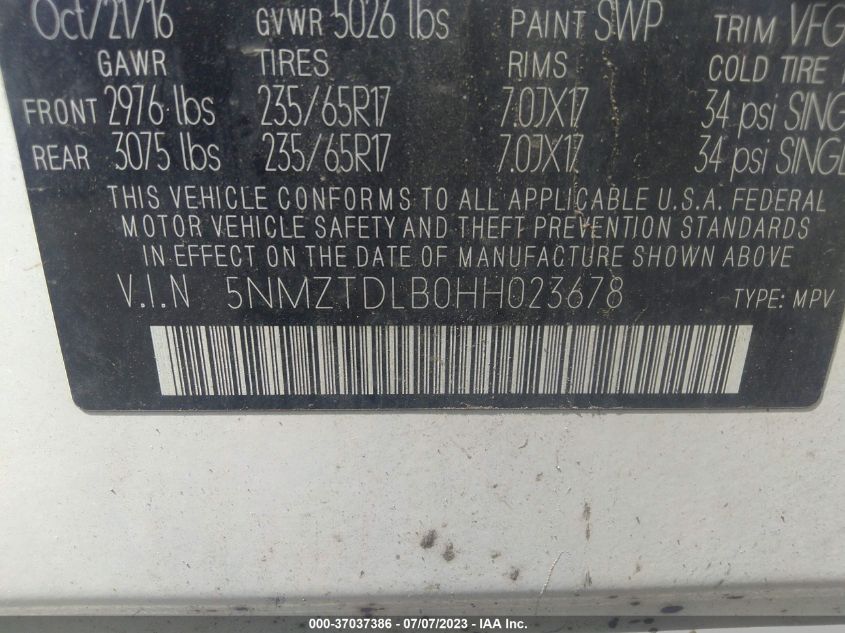 Oct/21/16 GVWR 5026 lbs PAINT SWP TRIM VFG
GAWR TIRES RIMS COLD TIRE
FRONT 2976 lbs 235/65R17 7.0JX17 34 psi SING
REAR 3075 lbs 235/65R17 7.0JX17 34 psi SINGL
THIS VEHICLE CONFORMS TO ALL APPLICABLE U.S.A. FEDERAL
MOTOR VEHICLE SAFETY AND THEFT PREVENTION STANDARDS
IN EFFECT ON THE DATE OF MANUFACTURE SHOWN ABOVE
V.I.N 5NMZTDLB0HH023678 TYPE: MPV
000-37037386 - 07/07/2023 - © IAA Inc.